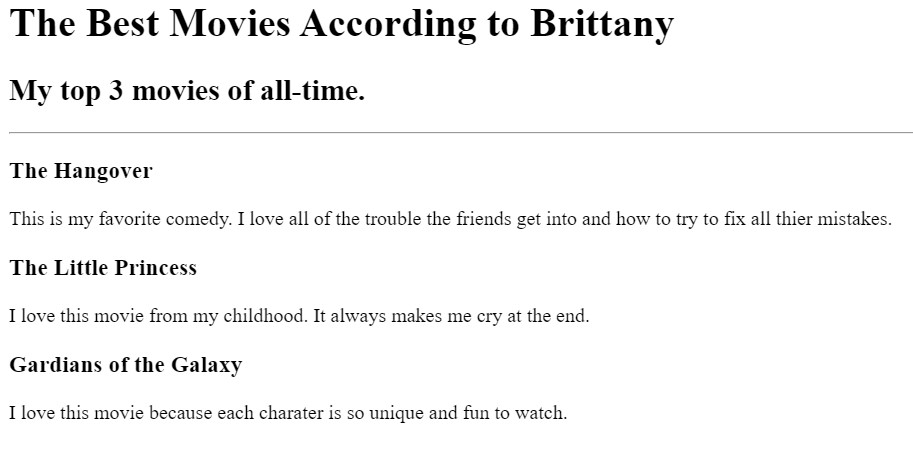 The Best Movies According to Brittany
My top 3 movies of all-time.
The Hangover
This is my favorite comedy. I love all of the trouble the friends get into and how to try to fix all thier mistakes.
The Little Princess
I love this movie from my childhood. It always makes me cry at the end.
Gardians of the Galaxy
I love this movie because each charater is so unique and fun to watch.